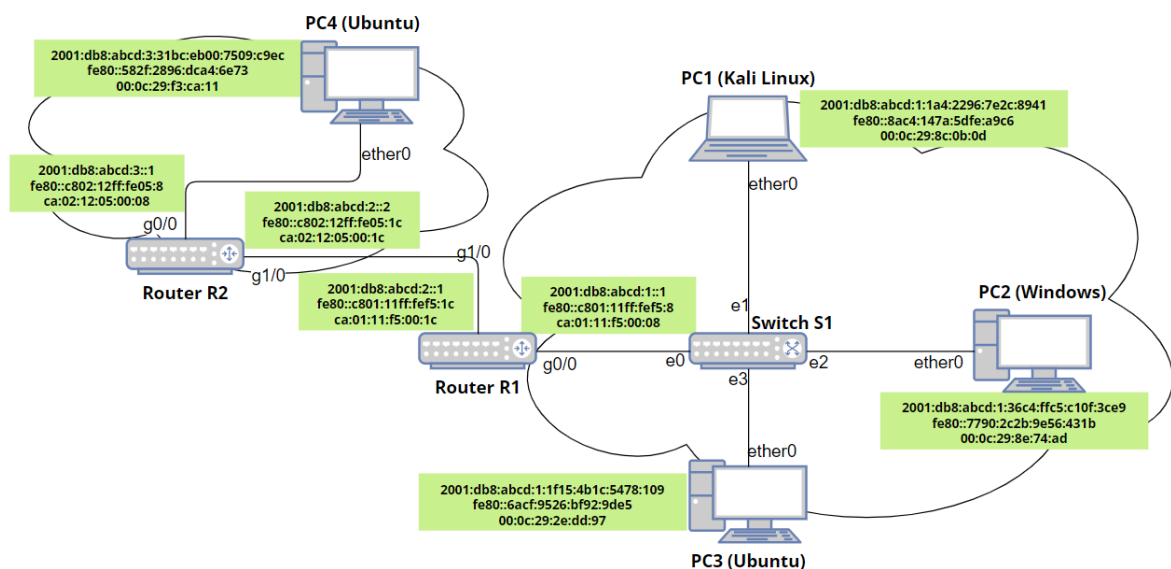 PC4 (Ubuntu)
2001:db8:abcd:3:31bc:eb00:7509:c9ec
fe80::582f:2896:dca4:6e73
00:0c:29:f3:ca:11
ether0
2001:db8:abcd:3::1
fe80::c802:12ff:fe05:8
ca:02:12:05:00:08
g0/0
2001:db8:abcd:2::2
fe80::c802:12ff:fe05:1c
ca:02:12:05:00:1c
g1/0
Router R2
g1/0
2001:db8:abcd:2::1
fe80::c801:11ff:fef5:1c
ca:01:11:f5:00:1c
Router R1
2001:db8:abcd:1::1
fe80::c801:11ff:fef5:8
ca:01:11:f5:00:08
g0/0
PC1 (Kali Linux)
2001:db8:abcd:1:1a4:2296:7e2c:8941
fe80::8ac4:147a:5dfe:a9c6
00:0c:29:8c:0b:0d
ether0
e1
Switch S1
e0
e2
e3
PC2 (Windows)
ether0
2001:db8:abcd:1:36c4:ffc5:c10f:3ce9
fe80::7790:2c2b:9e56:431b
00:0c:29:8e:74:ad
ether0
2001:db8:abcd:1:1f15:4b1c:5478:109
fe80::6acf:9526:bf92:9de5
00:0c:29:2e:dd:97
PC3 (Ubuntu)